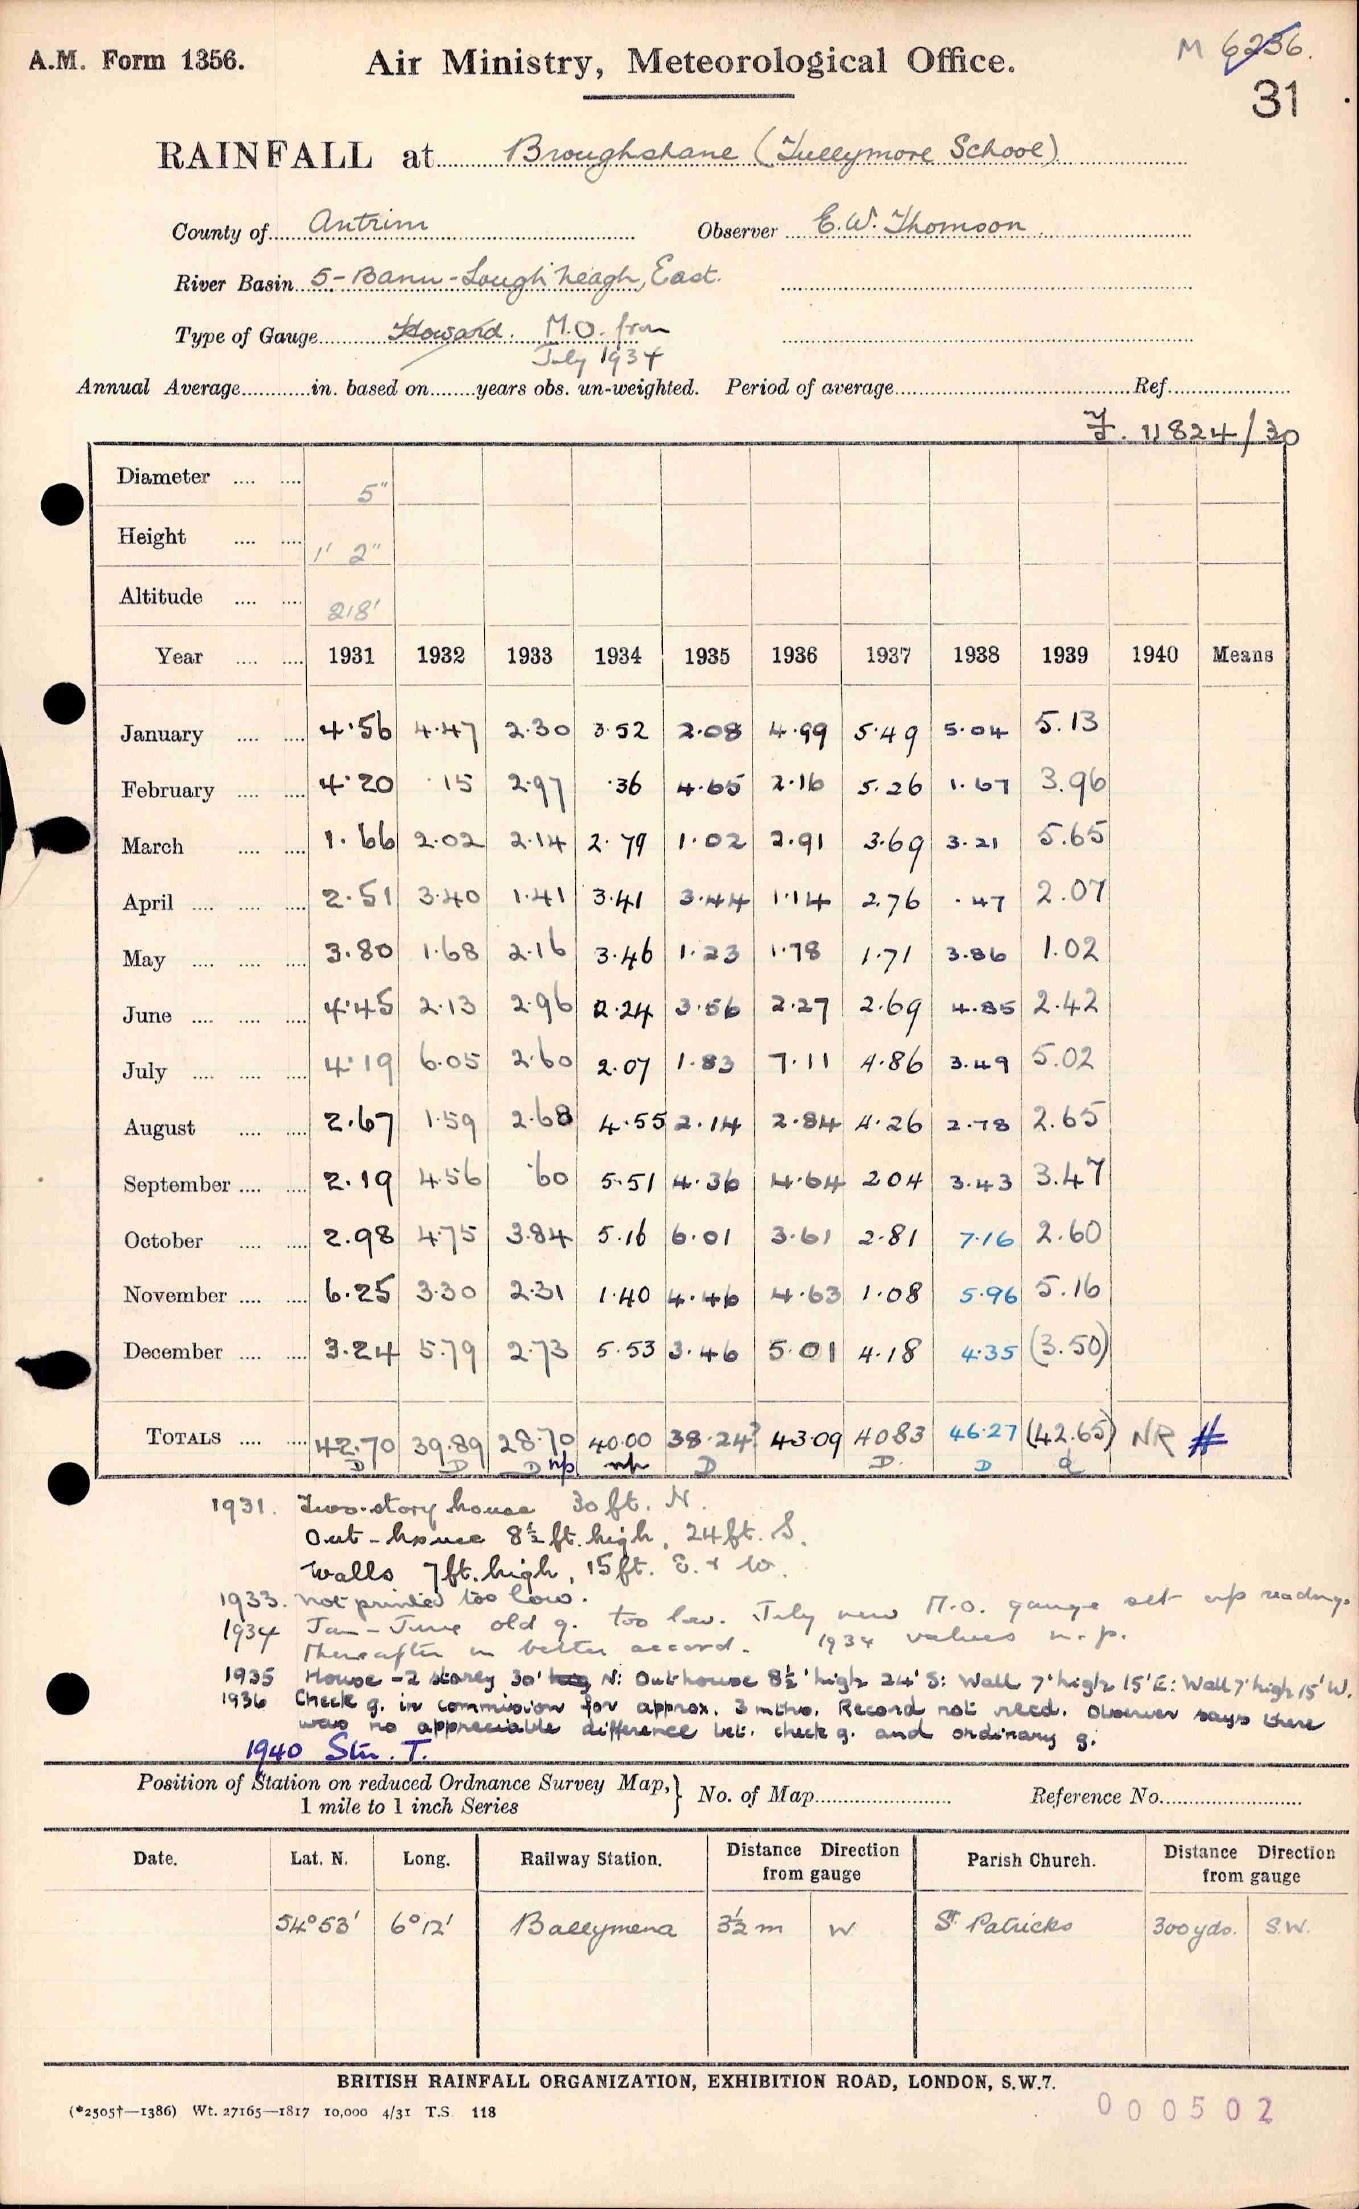 A.M. Form 1356. Air Ministry, Meteorological Office. M 6256.
31
RAINFALL at Broughshane (Tullymore School)
County of Antrim Observer E.W. Thomson
River Basin 5-Bann-Lough Neagh, East.
Type of Gauge Howard. M.O. from
July 1934
Annual Average in. based on years obs. un-weighted. Period of average Ref.
11824/30
Diameter 5"
Height 1' 2"
Altitude 218'
Year 1931 1932 1933 1934 1935 1936 1937 1938 1939 1940 Means
January 4.56 4.47 2.30 3.52 2.08 4.99 5.49 5.04 5.13
February 4.20 .15 2.97 .36 4.65 2.16 5.26 1.67 3.96
March 1.66 2.02 2.14 2.79 1.02 2.91 3.69 3.21 5.65
April 2.51 3.40 1.41 3.41 3.44 1.14 2.76 .47 2.07
May 3.80 1.68 2.16 3.46 1.23 1.78 1.71 3.86 1.02
June 4.45 2.13 2.96 2.24 3.56 2.27 2.69 4.85 2.42
July 4.19 6.05 2.60 2.07 1.83 7.11 4.86 3.49 5.02
August 2.67 1.59 2.68 4.55 2.14 2.84 4.26 2.78 2.65
September 2.19 4.56 .60 5.51 4.36 4.64 2.04 3.43 3.47
October 2.98 4.75 3.84 5.16 6.01 3.61 2.81 7.16 2.60
November 6.25 3.30 2.31 1.40 4.46 4.63 1.08 5.96 5.16
December 3.24 5.79 2.73 5.53 3.46 5.01 4.18 4.35 (3.50)
TOTALS 42.70 39.89 28.70 40.00 38.24? 43.09 40.83 46.27 (42.65) NR #
D D D np np D D. D q
1931. Two-story house 30 ft. N.
Out-house 8½ ft. high, 24 ft. S.
Walls 7 ft. high, 15 ft. E. & W.
1933. Not printed too low.
1934 Jan-June old g. too low. July new M.O. gauge set up readings
thereafter in better accord. 1934 values n.p.
1935 House-2 storey 30' N: Outhouse 8½' high 24' S: Wall 7' high 15' E: Wall 7' high 15' W.
1936 Check g. in commission for approx. 3 mths. Record not recd. Observer says there
was no appreciable difference bet. check g. and ordinary g.
1940 Stn. T.
Position of Station on reduced Ordnance Survey Map, } No. of Map Reference No.
1 mile to 1 inch Series
Date. Lat. N. Long. Railway Station. Distance Direction from gauge Parish Church. Distance Direction from gauge
54°53' 6°12' Ballymena 3½ m W St Patricks 300 yds. S.W.
BRITISH RAINFALL ORGANIZATION, EXHIBITION ROAD, LONDON, S.W.7.
(*2505†—1386) Wt. 27165—1817 10,000 4/31 T.S. 118
000502